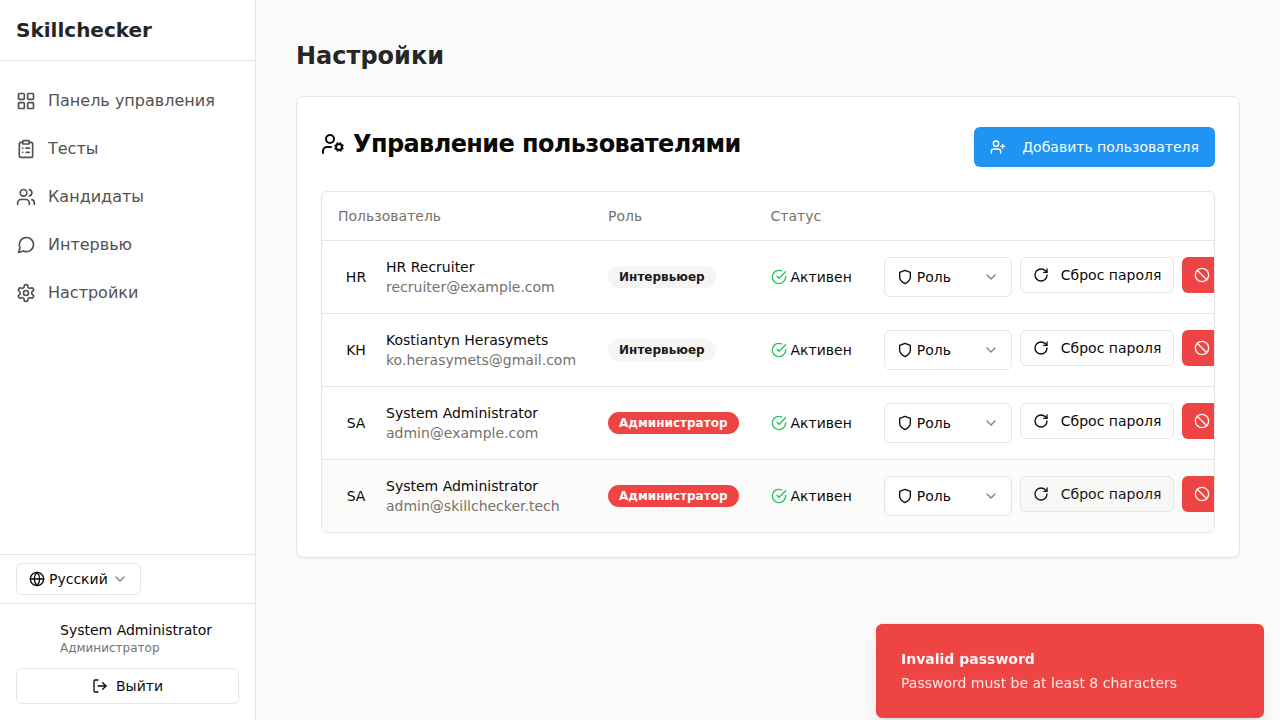 Skillchecker
Панель управления
Тесты
Кандидаты
Интервью
Настройки
Русский
System Administrator
Администратор
Выйти
Настройки
Управление пользователями
Добавить пользователя
Пользователь Роль Статус
HR HR Recruiter recruiter@example.com Интервьюер Активен Роль Сброс пароля
KH Kostiantyn Herasymets ko.herasymets@gmail.com Интервьюер Активен Роль Сброс пароля
SA System Administrator admin@example.com Администратор Активен Роль Сброс пароля
SA System Administrator admin@skillchecker.tech Администратор Активен Роль Сброс пароля
Invalid password
Password must be at least 8 characters